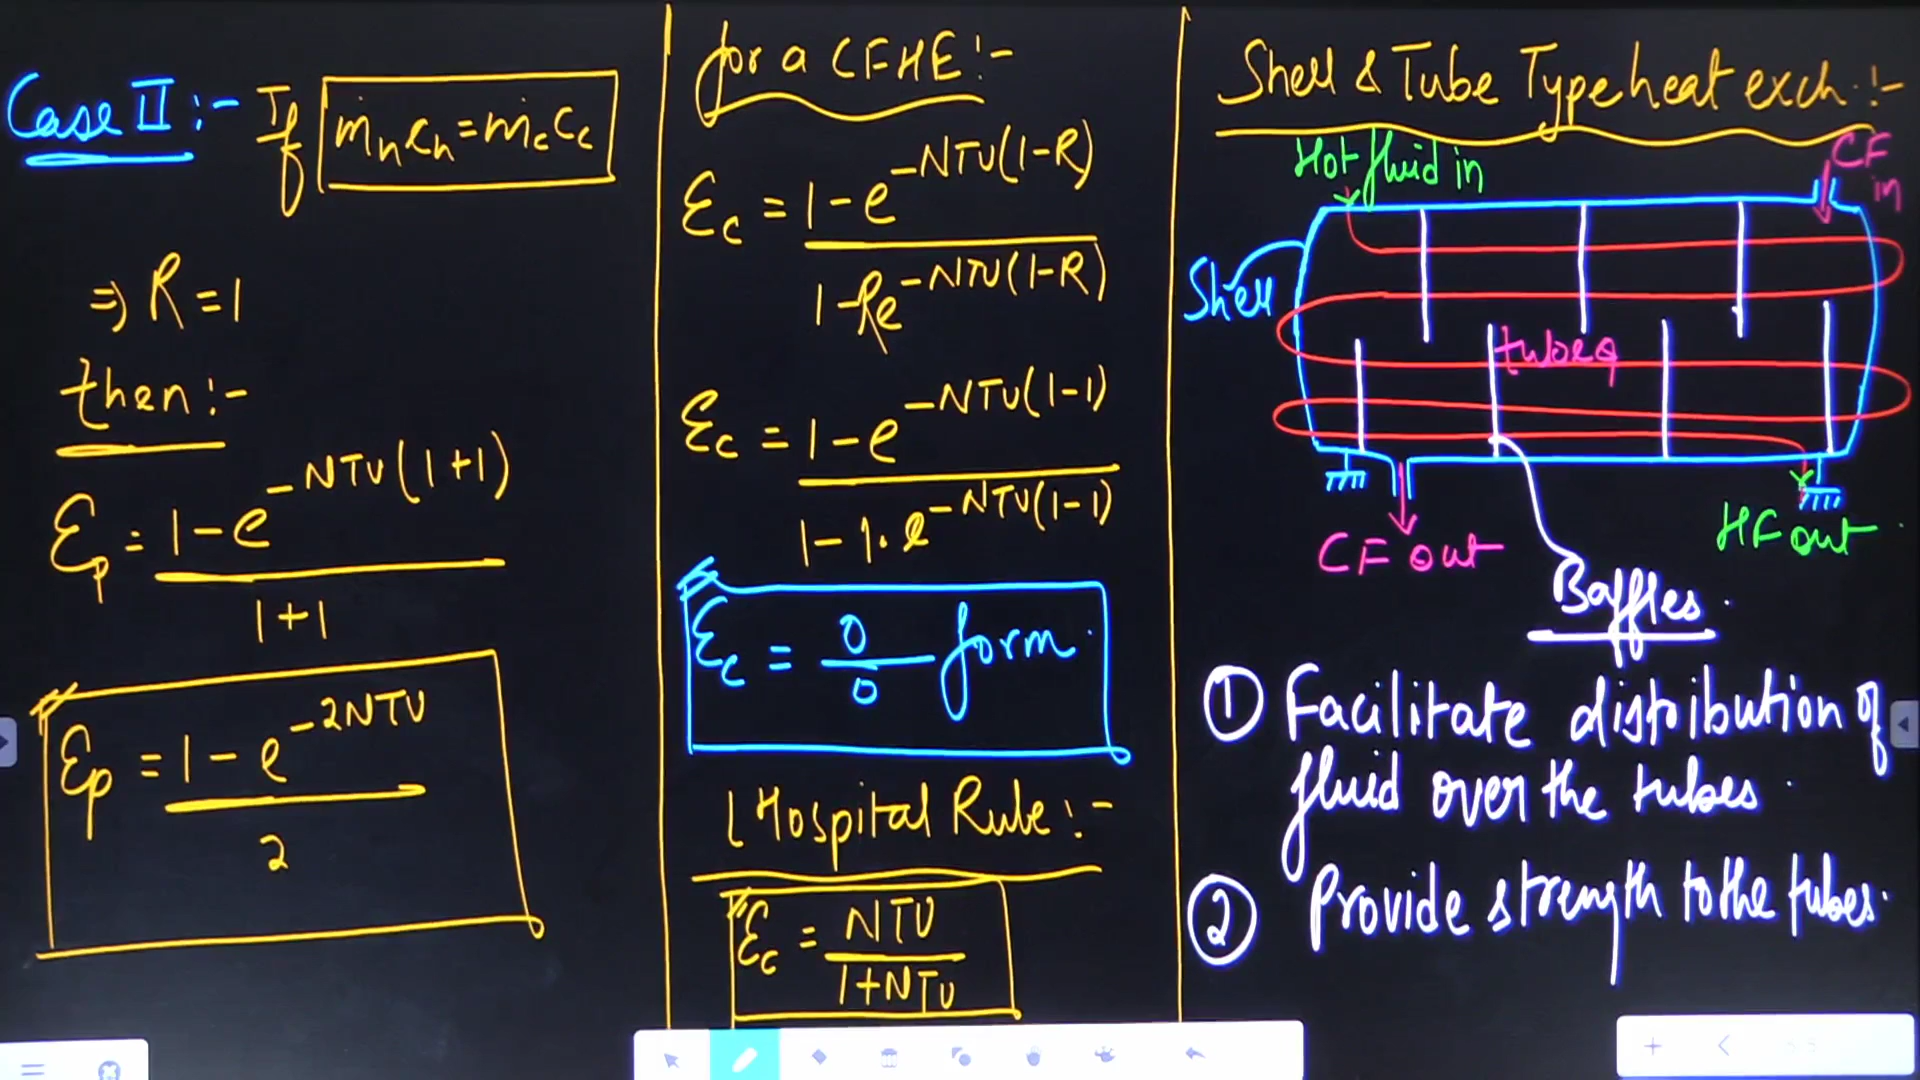 Case II :- If ṁhch = ṁccc
⇒ R = 1
then :-
εp = 1 - e^-NTU(1+1)
1+1
εp = 1 - e^-2NTU
2
for a CFHE :-
εc = 1 - e^-NTU(1-R)
1 - Re^-NTU(1-R)
εc = 1 - e^-NTU(1-1)
1 - 1.e^-NTU(1-1)
εc = 0/0 form.
L Hospital Rule :-
εc = NTU
1+NTU
Shell & Tube Type heat exch. :-
Hot fluid in
CF in
Shell
tubes
CF out
HF out
Baffles.
① Facilitate distribution of
fluid over the tubes.
② Provide strength to the tubes.